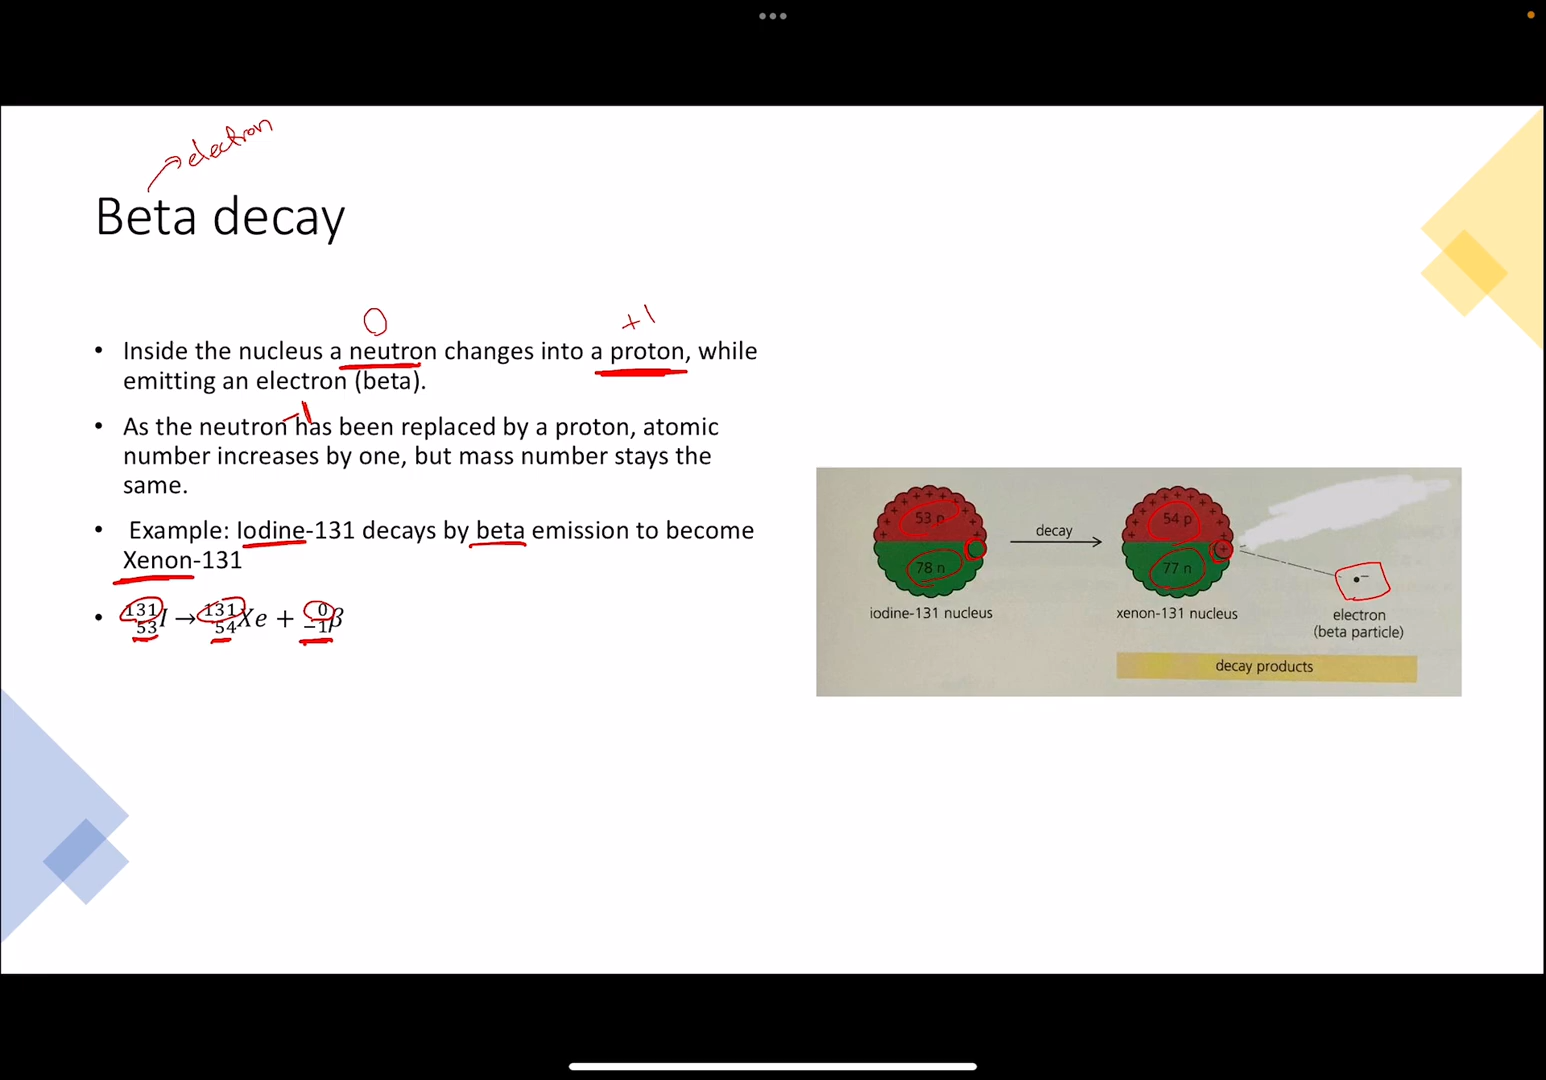 electron
Beta decay
0
+1
• Inside the nucleus a neutron changes into a proton, while
emitting an electron (beta).
-1
• As the neutron has been replaced by a proton, atomic
number increases by one, but mass number stays the
same.
• Example: Iodine-131 decays by beta emission to become
Xenon-131
• ¹³¹₅₃I → ¹³¹₅₄Xe + ⁰₋₁β
53 p
78 n
iodine-131 nucleus
decay
54 p
77 n
xenon-131 nucleus
electron
(beta particle)
decay products